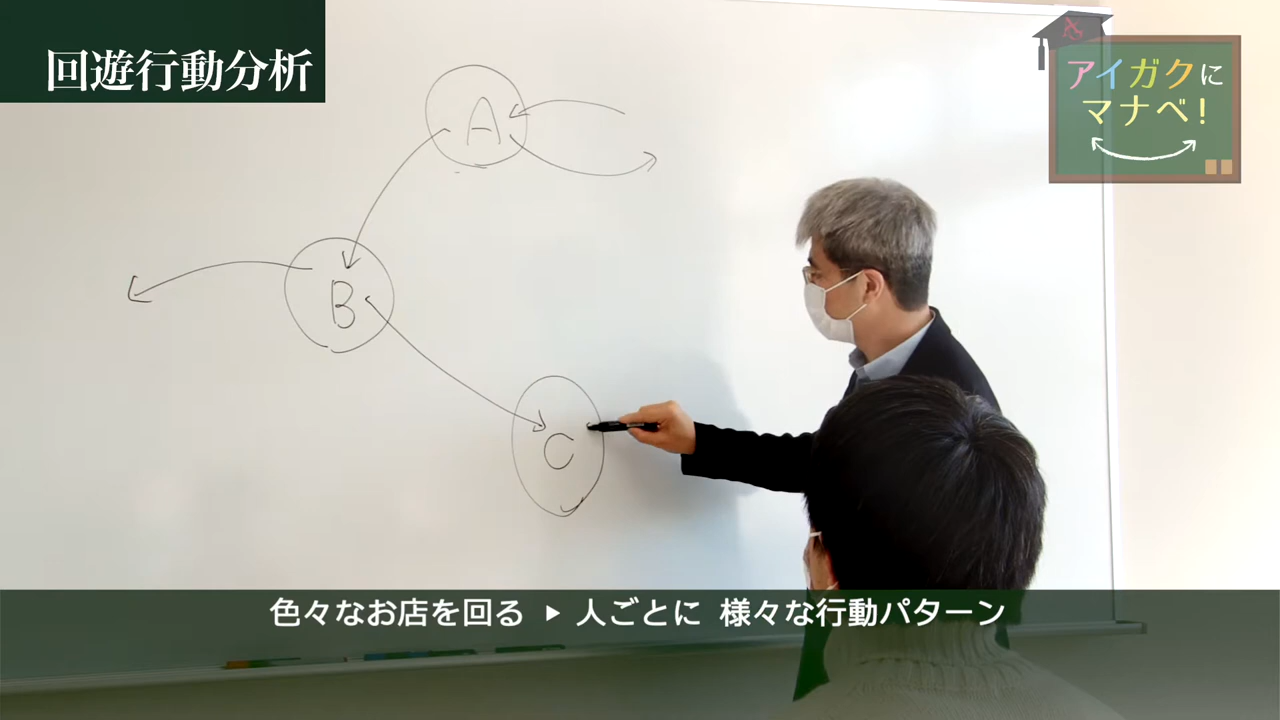 回遊行動分析
アイガクに
マナベ!
A
B
C
色々なお店を回る ▶ 人ごとに 様々な行動パターン